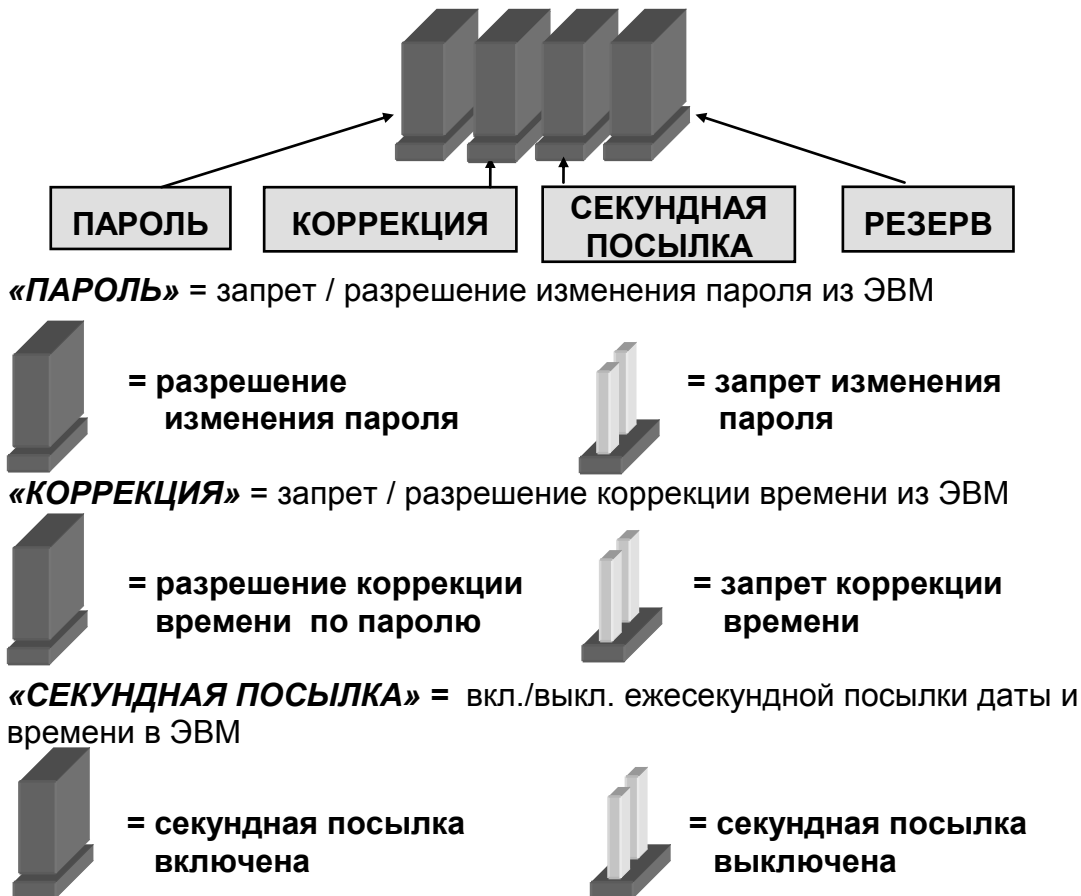 ПАРОЛЬ
КОРРЕКЦИЯ
СЕКУНДНАЯ
ПОСЫЛКА
РЕЗЕРВ
«ПАРОЛЬ» = запрет / разрешение изменения пароля из ЭВМ
= разрешение
изменения пароля
= запрет изменения
пароля
«КОРРЕКЦИЯ» = запрет / разрешение коррекции времени из ЭВМ
= разрешение коррекции
времени по паролю
= запрет коррекции
времени
«СЕКУНДНАЯ ПОСЫЛКА» = вкл./выкл. ежесекундной посылки даты и
времени в ЭВМ
= секундная посылка
включена
= секундная посылка
выключена